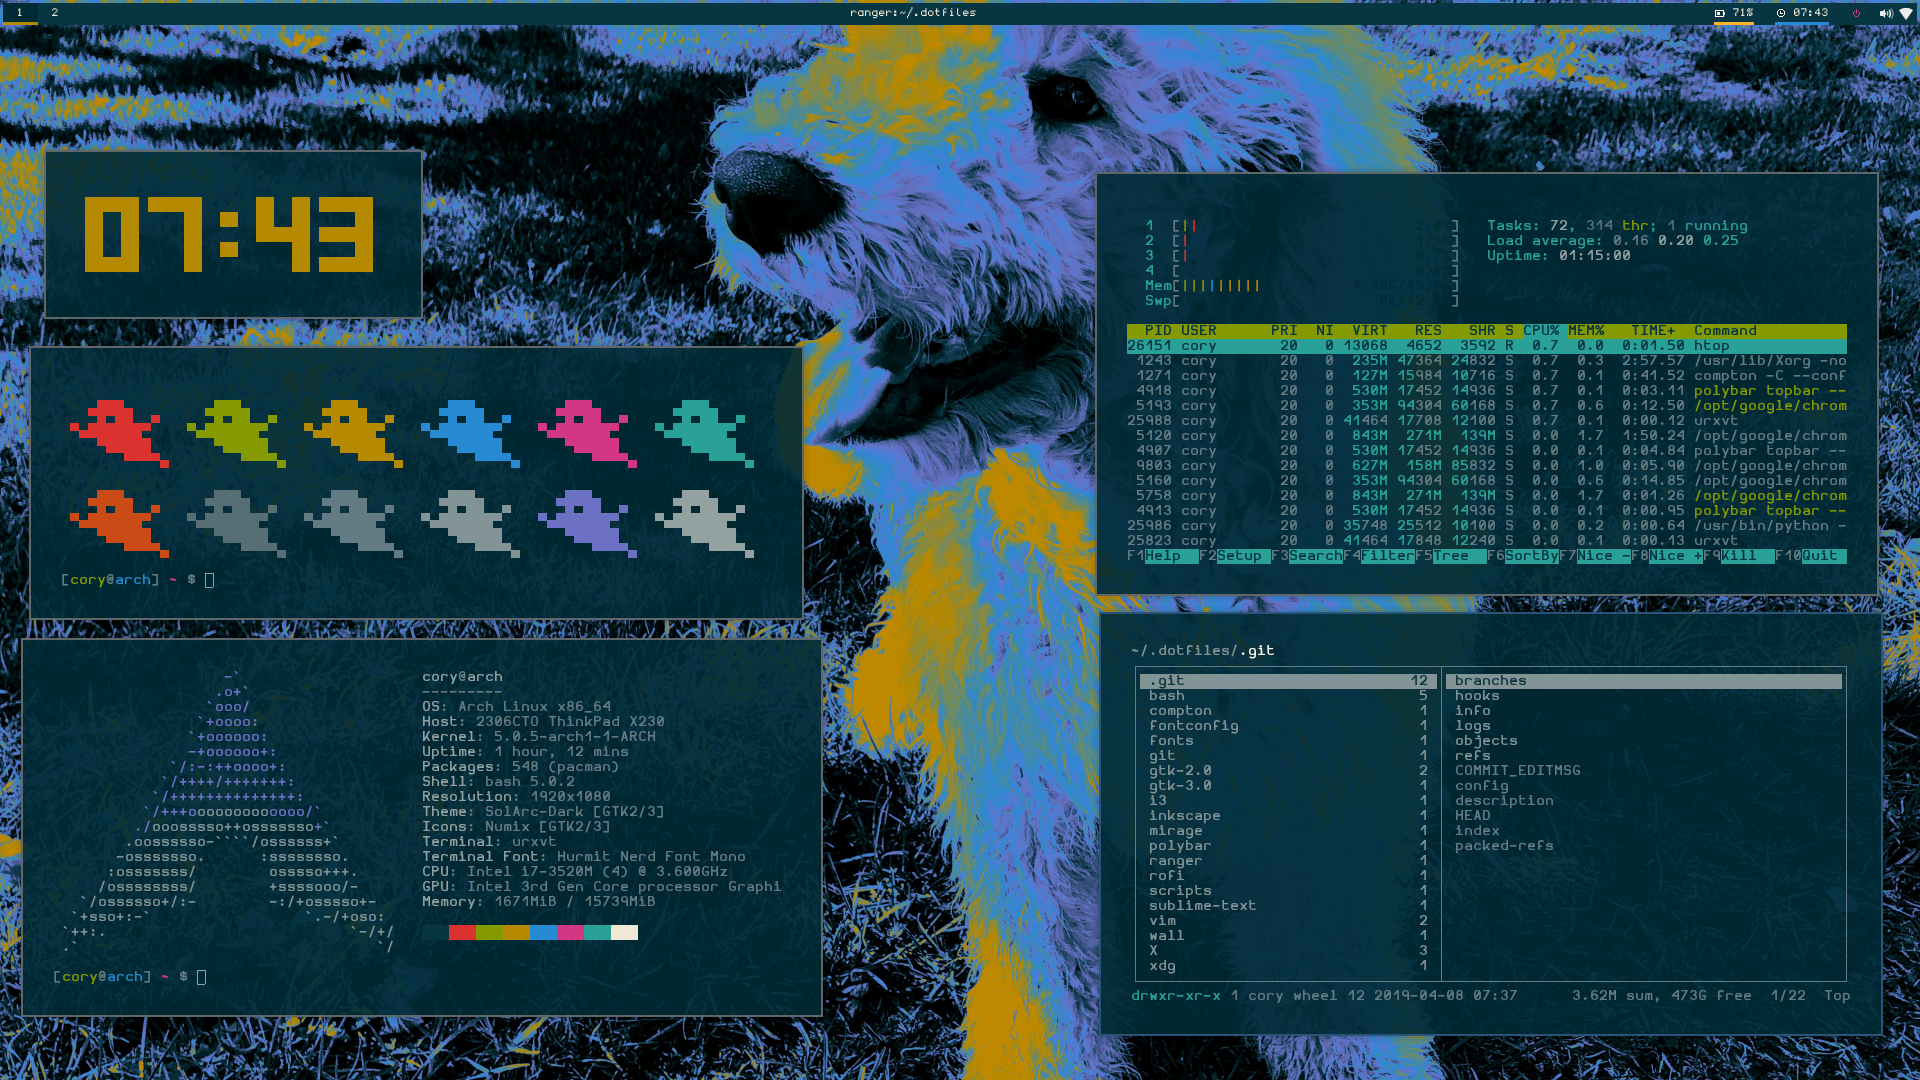 1 2 ranger:~/.dotfiles 71% 07:43
07:43
[cory@arch] ~ $
cory@arch
---------
OS: Arch Linux x86_64
Host: 2306CTO ThinkPad X230
Kernel: 5.0.5-arch1-1-ARCH
Uptime: 1 hour, 12 mins
Packages: 548 (pacman)
Shell: bash 5.0.2
Resolution: 1920x1080
Theme: SolArc-Dark [GTK2/3]
Icons: Numix [GTK2/3]
Terminal: urxvt
Terminal Font: Hurmit Nerd Font Mono
CPU: Intel i7-3520M (4) @ 3.600GHz
GPU: Intel 3rd Gen Core processor Graphi
Memory: 1671MiB / 15739MiB
[cory@arch] ~ $
1 [|| ] Tasks: 72, 314 thr; 1 running
2 [| ] Load average: 0.16 0.20 0.25
3 [| ] Uptime: 01:15:00
4 [ ]
Mem[||||||||| ]
Swp[ ]
PID USER PRI NI VIRT RES SHR S CPU% MEM% TIME+ Command
26151 cory 20 0 13068 4652 3592 R 0.7 0.0 0:01.50 htop
1243 cory 20 0 235M 47364 24832 S 0.7 0.3 2:57.57 /usr/lib/Xorg -no
1271 cory 20 0 127M 15984 10716 S 0.7 0.1 0:41.52 compton -C --conf
4918 cory 20 0 530M 17452 14936 S 0.7 0.1 0:03.11 polybar topbar --
5193 cory 20 0 353M 94304 60168 S 0.7 0.6 0:12.50 /opt/google/chrom
25988 cory 20 0 41464 17708 12100 S 0.7 0.1 0:00.12 urxvt
5120 cory 20 0 843M 271M 139M S 0.0 1.7 1:50.24 /opt/google/chrom
4907 cory 20 0 530M 17452 14936 S 0.0 0.1 0:04.84 polybar topbar --
9803 cory 20 0 627M 158M 85832 S 0.0 1.0 0:05.90 /opt/google/chrom
5160 cory 20 0 353M 94304 60168 S 0.0 0.6 0:14.85 /opt/google/chrom
5758 cory 20 0 843M 271M 139M S 0.0 1.7 0:01.26 /opt/google/chrom
4913 cory 20 0 530M 17452 14936 S 0.0 0.1 0:00.95 polybar topbar --
25986 cory 20 0 35748 25512 10100 S 0.0 0.2 0:00.64 /usr/bin/python -
25823 cory 20 0 41464 17848 12240 S 0.0 0.1 0:00.13 urxvt
F1Help F2Setup F3SearchF4FilterF5Tree F6SortByF7Nice -F8Nice +F9Kill F10Quit
~/.dotfiles/.git
.git 12 branches
bash 5 hooks
compton 1 info
fontconfig 1 logs
fonts 1 objects
git 1 refs
gtk-2.0 2 COMMIT_EDITMSG
gtk-3.0 1 config
i3 1 description
inkscape 1 HEAD
mirage 1 index
polybar 1 packed-refs
ranger 1
rofi 1
scripts 1
sublime-text 1
vim 2
wall 1
X 3
xdg 1
drwxr-xr-x 1 cory wheel 12 2019-04-08 07:37 3.62M sum, 473G free 1/22 Top